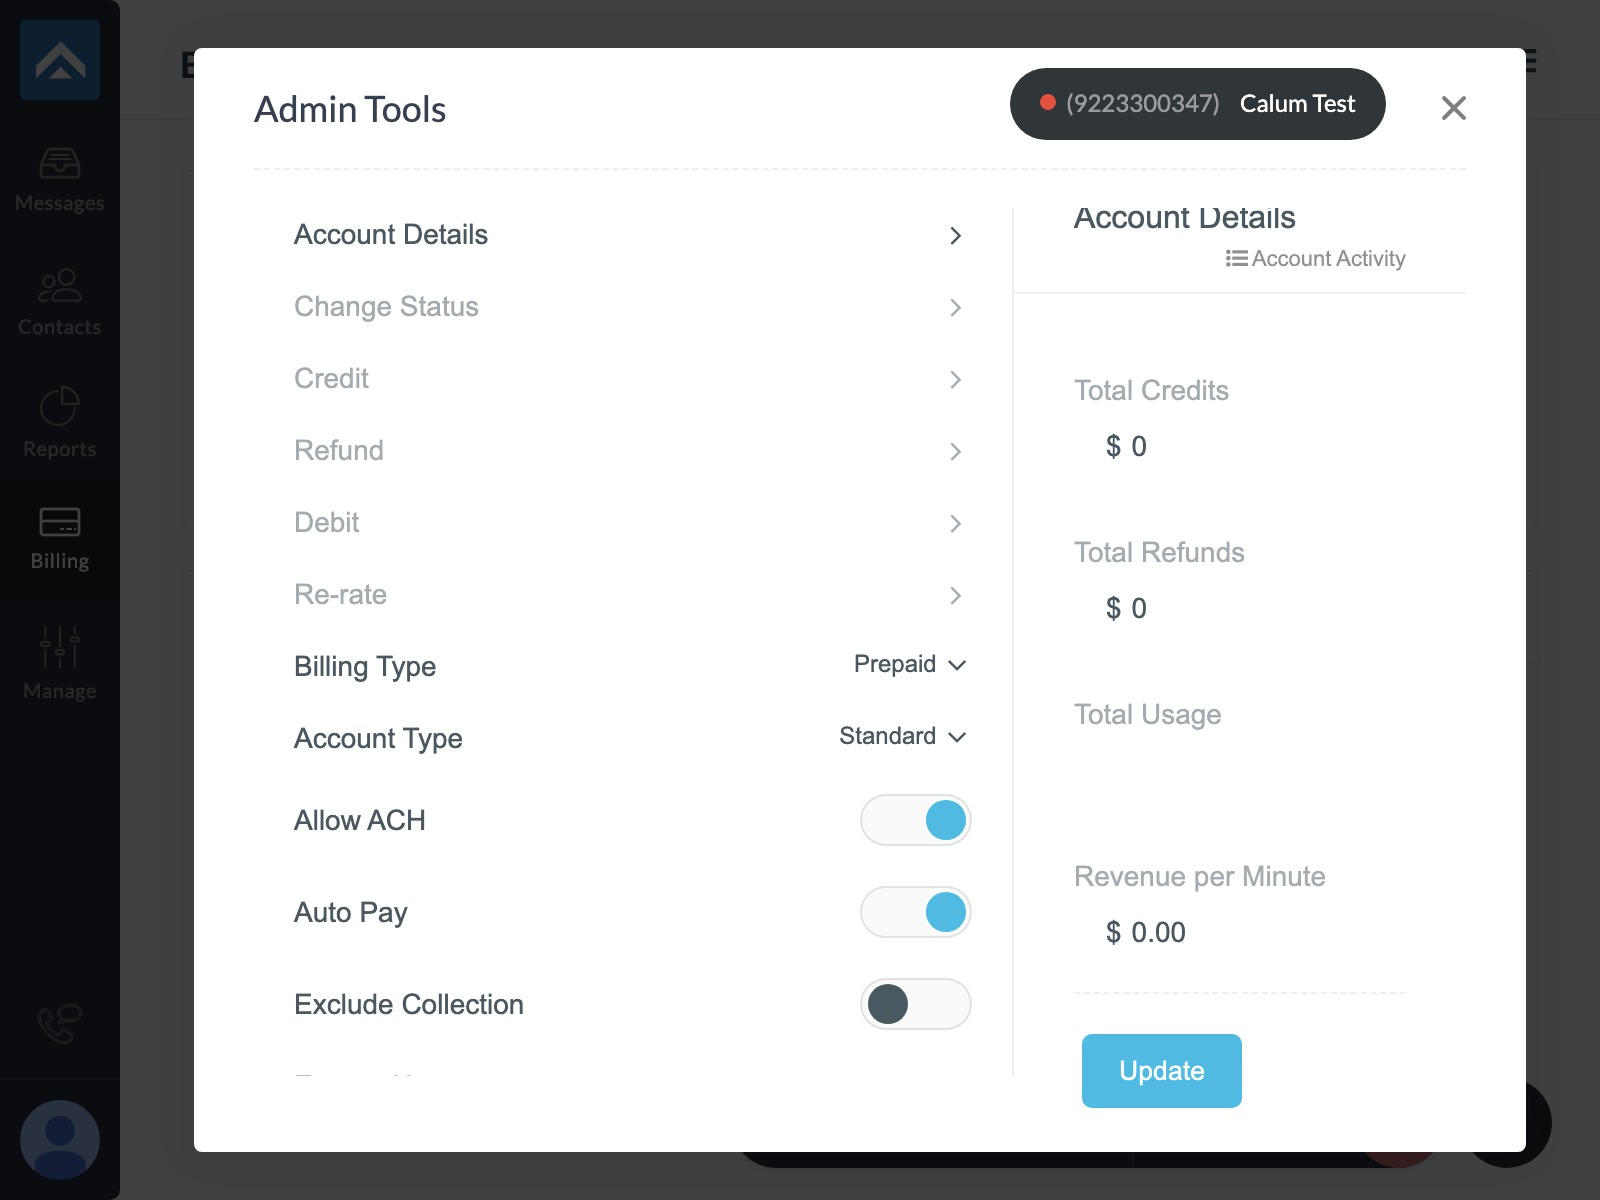 Messages
Contacts
Reports
Billing
Manage
Admin Tools
(9223300347) Calum Test
Account Details
Change Status
Credit
Refund
Debit
Re-rate
Billing Type
Prepaid
Account Type
Standard
Allow ACH
Auto Pay
Exclude Collection
Account Details
Account Activity
Total Credits
$ 0
Total Refunds
$ 0
Total Usage
Revenue per Minute
$ 0.00
Update